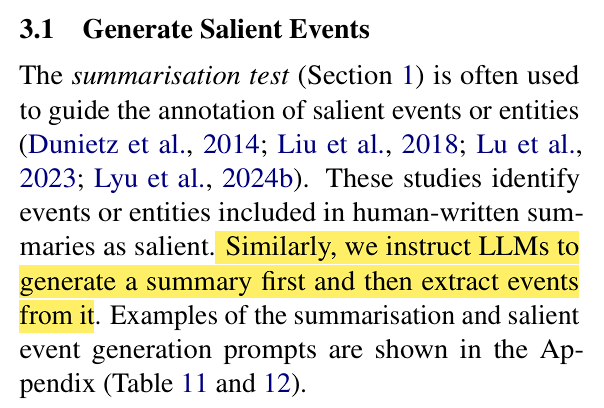 3.1 Generate Salient Events
The summarisation test (Section 1) is often used
to guide the annotation of salient events or entities
(Dunietz et al., 2014; Liu et al., 2018; Lu et al.,
2023; Lyu et al., 2024b). These studies identify
events or entities included in human-written sum-
maries as salient. Similarly, we instruct LLMs to
generate a summary first and then extract events
from it. Examples of the summarisation and salient
event generation prompts are shown in the Ap-
pendix (Table 11 and 12).